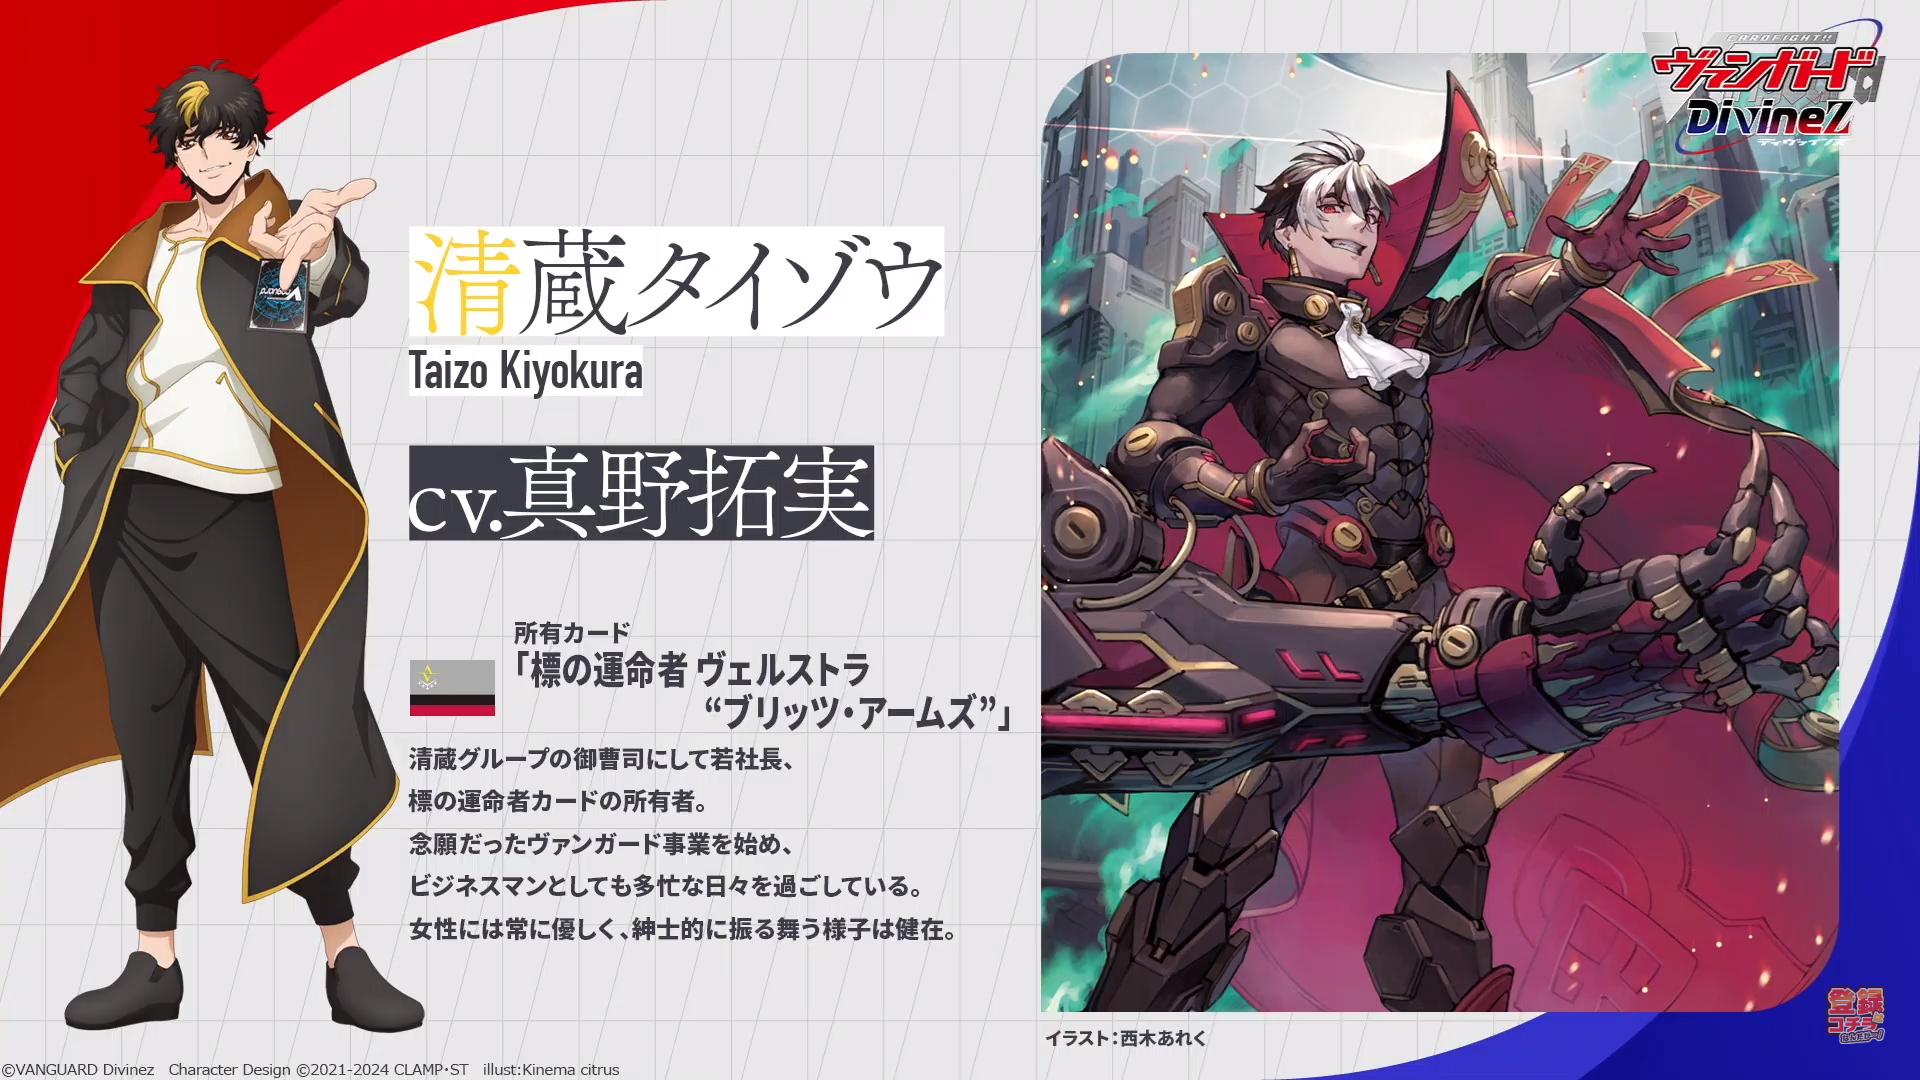 CARDFIGHT!!
ヴァンガード
DivineZ
ディヴァインズ
清蔵タイゾウ
Taizo Kiyokura
cv.真野拓実
所有カード
「標の運命者 ヴェルストラ
“ブリッツ・アームズ”」
清蔵グループの御曹司にして若社長、
標の運命者カードの所有者。
念願だったヴァンガード事業を始め、
ビジネスマンとしても多忙な日々を過ごしている。
女性には常に優しく、紳士的に振る舞う様子は健在。
イラスト：西木あれく
登録
コチラ
©VANGUARD Divinez Character Design ©2021-2024 CLAMP・ST illust:Kinema citrus